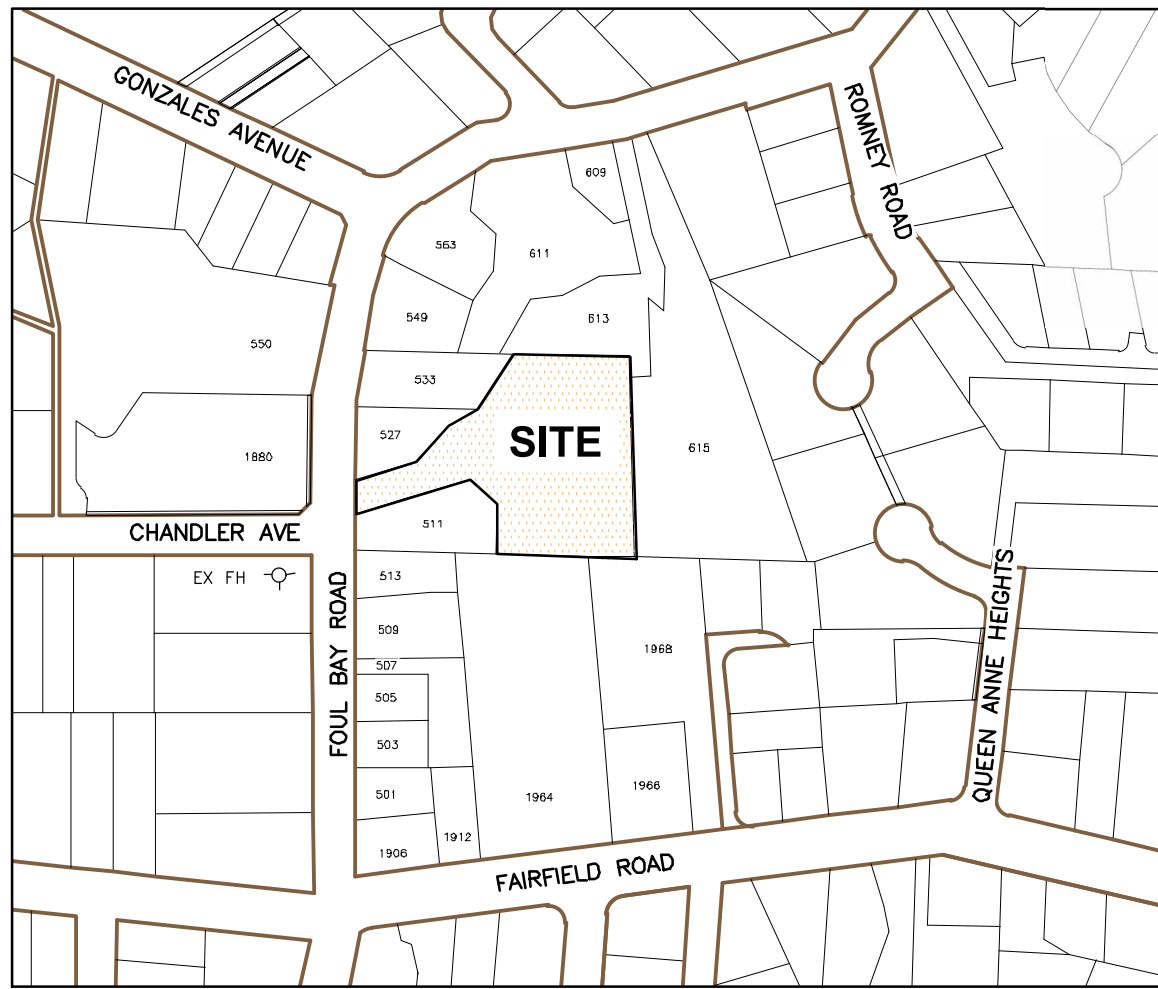 GONZALES AVENUE
ROMNEY ROAD
609
563
611
549
613
550
533
527
SITE
615
1880
511
CHANDLER AVE
EX FH
513
FOUL BAY ROAD
QUEEN ANNE HEIGHTS
509
1968
507
505
503
501
1964
1966
1912
1906
FAIRFIELD ROAD